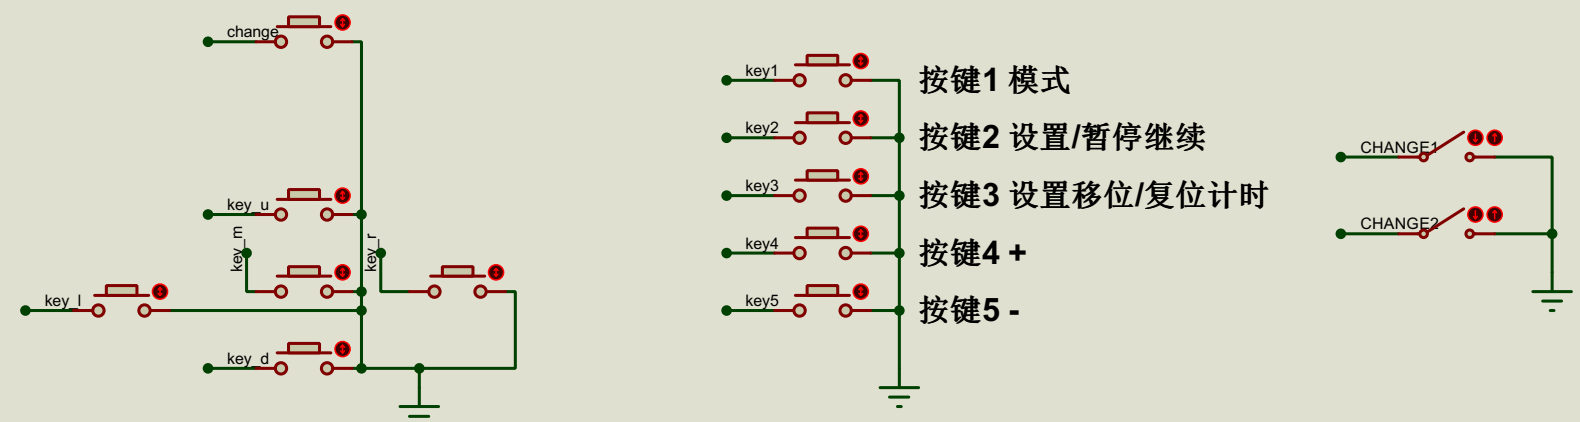 change
key_u
key_m
key_r
key_l
key_d
key1
按键1 模式
key2
按键2 设置/暂停继续
key3
按键3 设置移位/复位计时
key4
按键4 +
key5
按键5 -
CHANGE1
CHANGE2